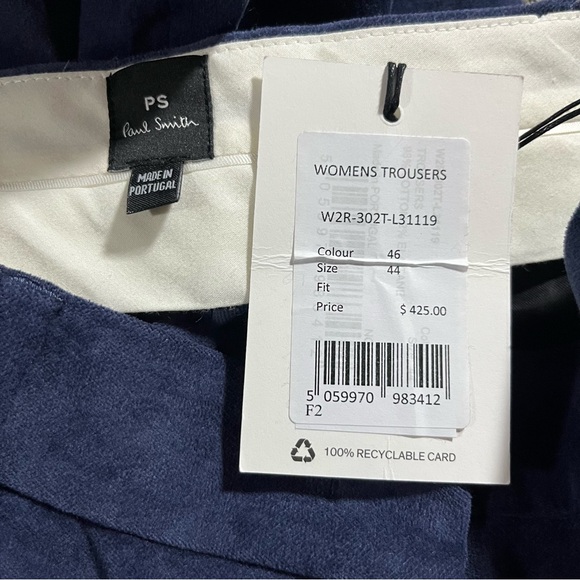 PS
Paul Smith
MADE IN
PORTUGAL
WOMENS TROUSERS
W2R-302T-L31119
Colour 46
Size 44
Fit
Price $ 425.00
5 059970 983412
F2
100% RECYCLABLE CARD